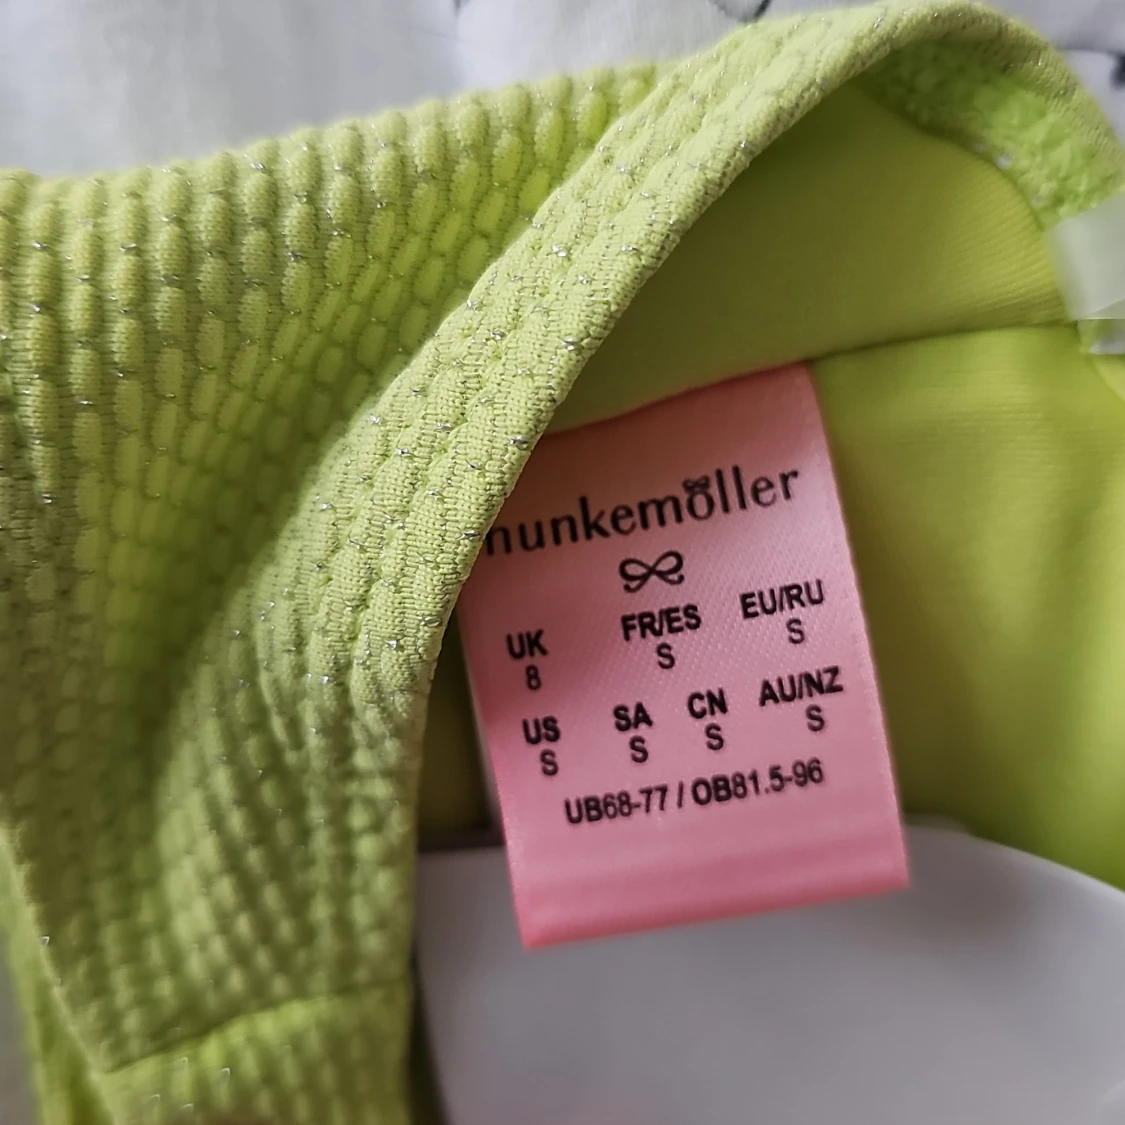 hunkemöller
UK FR/ES EU/RU
8 S S
US SA CN AU/NZ
S S S S
UB68-77 / OB81.5-96